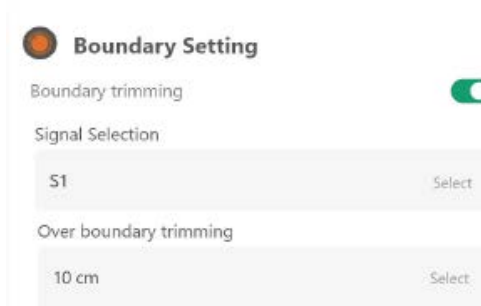 Boundary Setting
Boundary trimming
Signal Selection
S1 Select
Over boundary trimming
10 cm Select